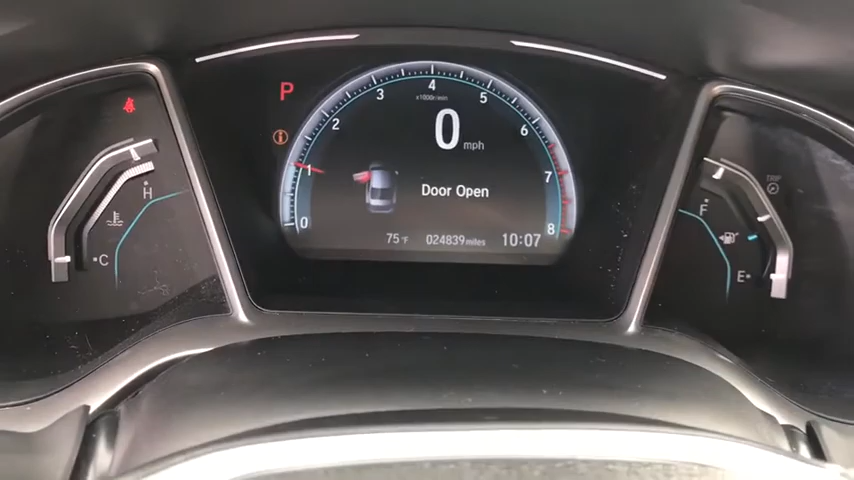 P
4
x1000r/min
3
5
2
6
0
mph
1
7
Door Open
0
8
75°F
024839 miles
10:07
H
C
TRIP
F
E